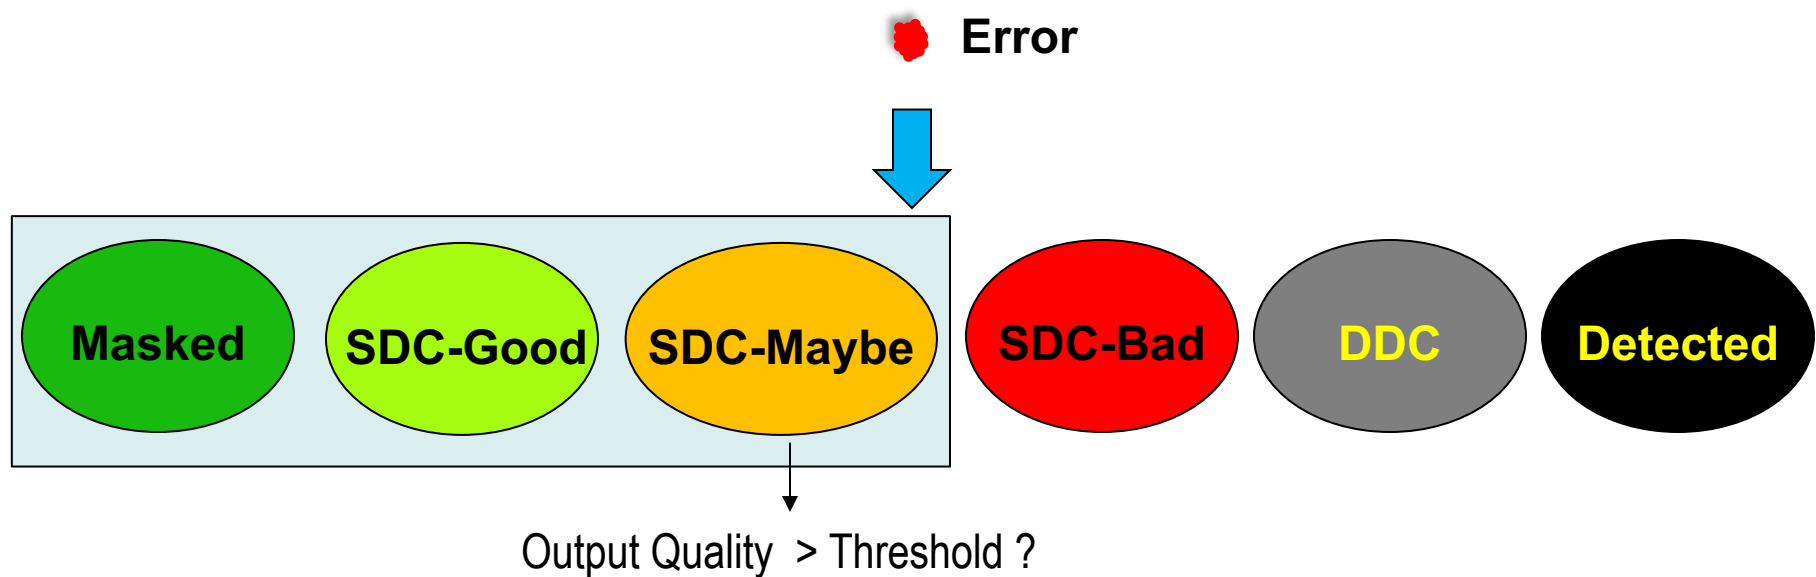 Error
Masked
SDC-Good
SDC-Maybe
SDC-Bad
DDC
Detected
Output Quality > Threshold ?